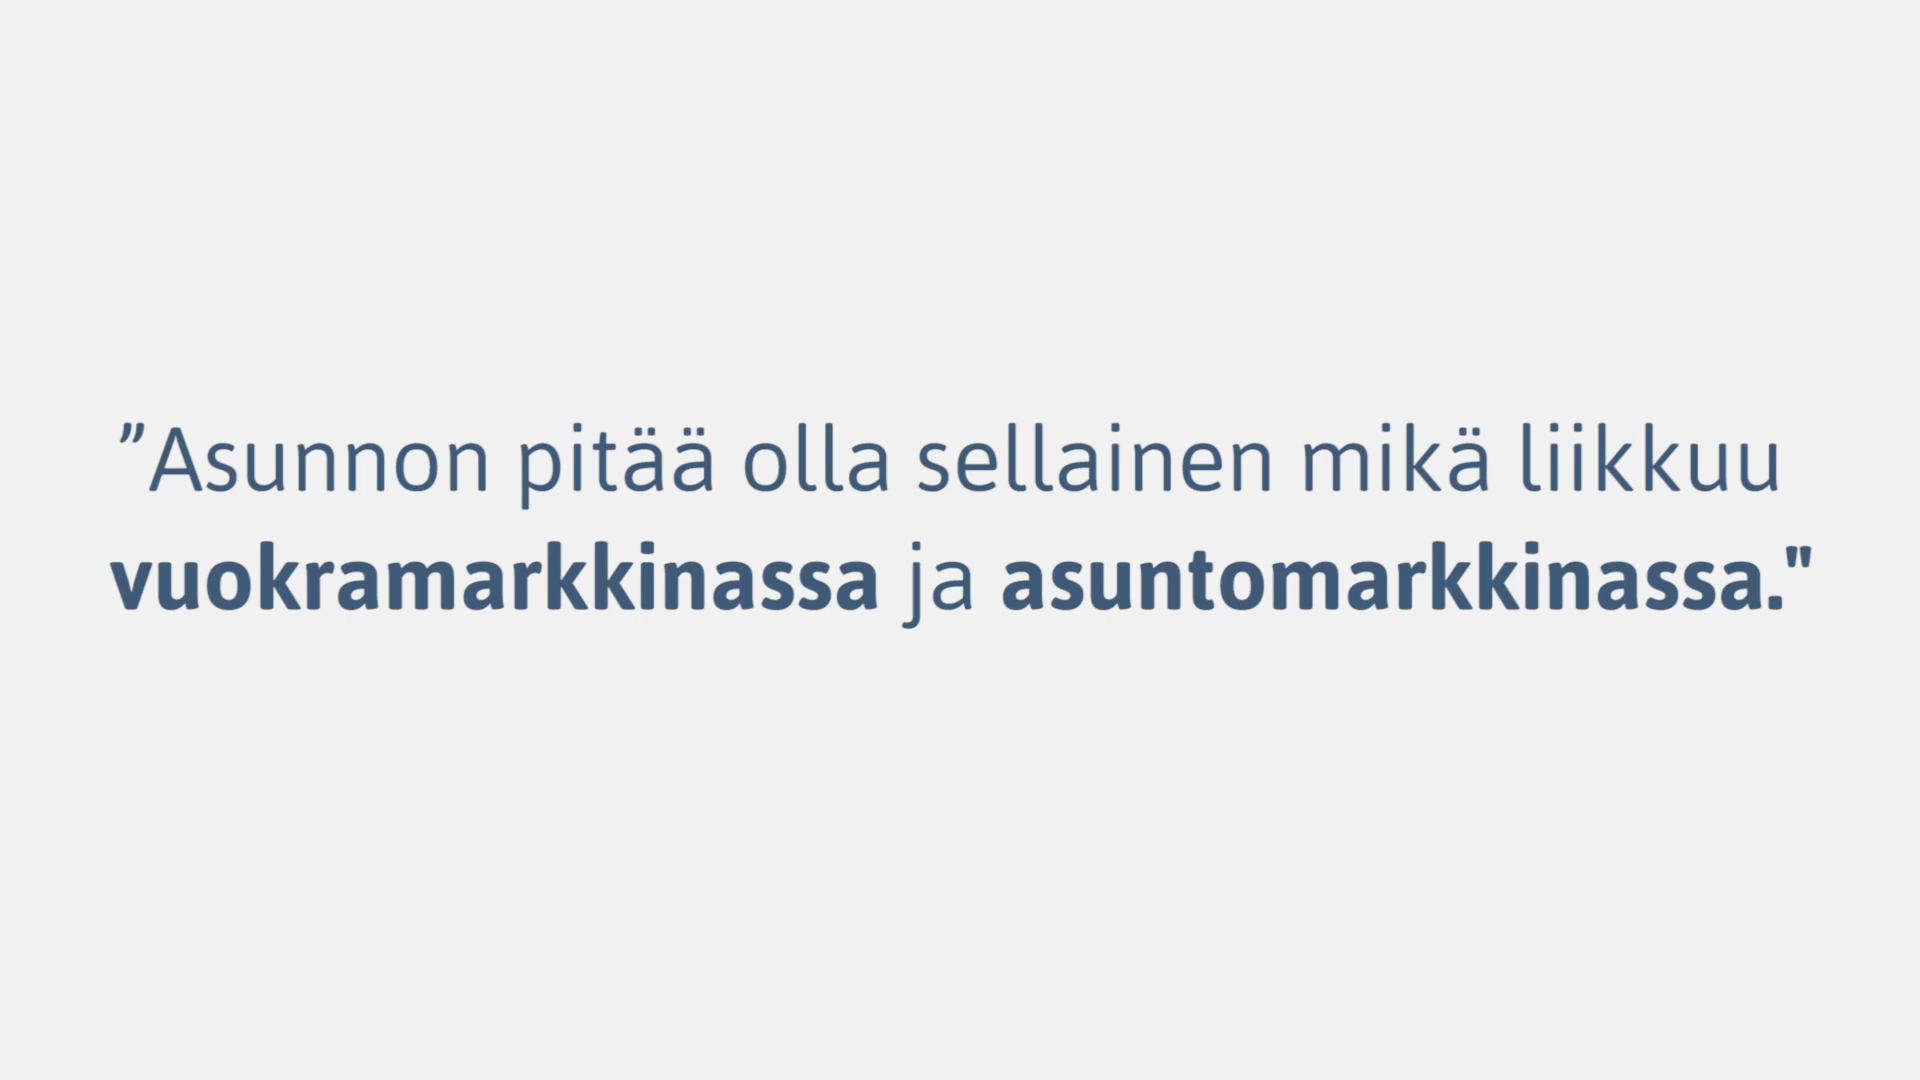 ”Asunnon pitää olla sellainen mikä liikkuu
vuokramarkkinassa ja asuntomarkkinassa."